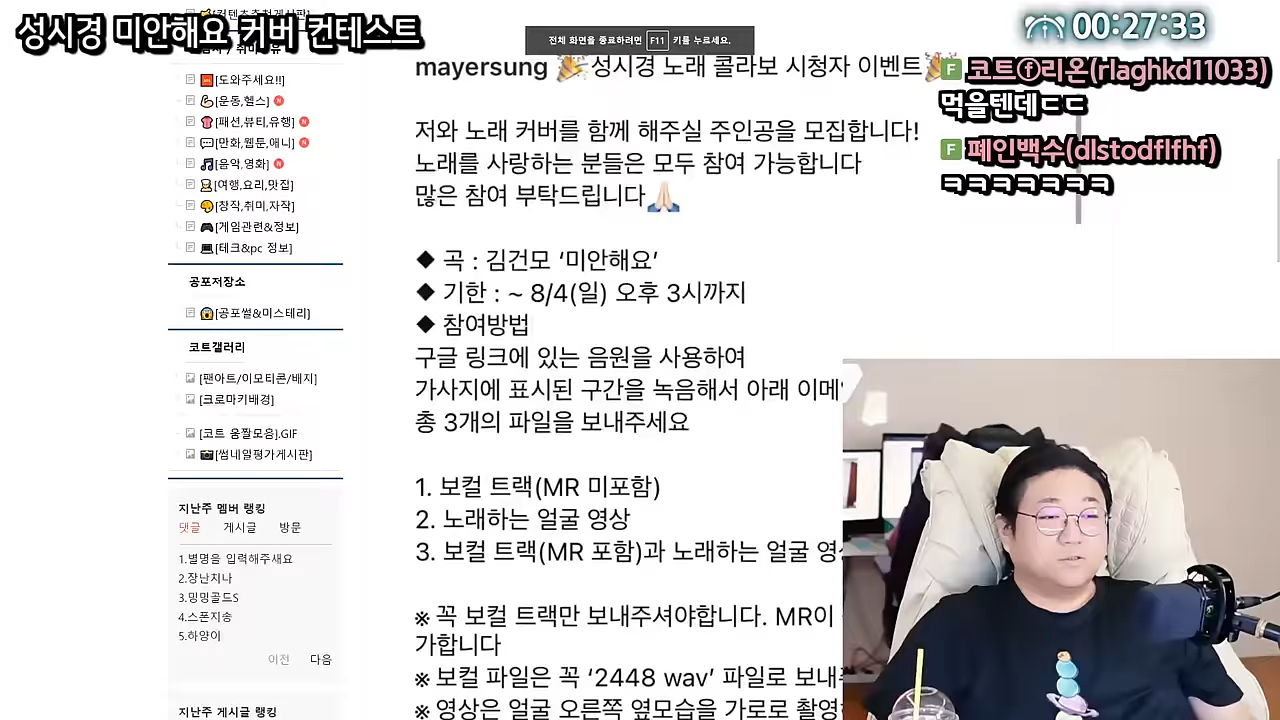 성시경 미안해요 커버 컨테스트
전체 화면을 종료하려면 F11 키를 누르세요.
00:27:33
[도와주세요!!]
[운동,헬스] N
[패션,뷰티,유행] N
[만화,웹툰,애니] N
[음악,문화] N
[여행,요리,맛집]
[창작,취미,자작]
[게임관련&정보]
[테크&pc 정보]
공포저장소
[공포썰&미스테리]
코트갤러리
[팬아트/이모티콘/배지]
[크로마키배경]
[코트 움짤모음].GIF
[썸네일평가게시판]
지난주 멤버 랭킹
댓글 게시글 방문
1.별명을 입력해주새요
2.장난치나
3.밍밍골드S
4.스폰지송
5.하양이
이전 다음
지난주 게시글 랭킹
mayersung 🎉성시경 노래 콜라보 시청자 이벤트🎉
저와 노래 커버를 함께 해주실 주인공을 모집합니다!
노래를 사랑하는 분들은 모두 참여 가능합니다
많은 참여 부탁드립니다🙏🏻
◆ 곡 : 김건모 ‘미안해요’
◆ 기한 : ~ 8/4(일) 오후 3시까지
◆ 참여방법
구글 링크에 있는 음원을 사용하여
가사지에 표시된 구간을 녹음해서 아래 이메
총 3개의 파일을 보내주세요
1. 보컬 트랙(MR 미포함)
2. 노래하는 얼굴 영상
3. 보컬 트랙(MR 포함)과 노래하는 얼굴 영
※ 꼭 보컬 트랙만 보내주셔야합니다. MR이
가합니다
※ 보컬 파일은 꼭 ‘2448 wav’ 파일로 보내
※ 영상은 얼굴 오른쪽 옆모습을 가로로 촬영
F 코트ⓕ리온(rlaghkd11033)
먹을텐데ㄷㄷ
F 폐인백수(dlstodflfhf)
ㅋㅋㅋㅋㅋㅋㅋ